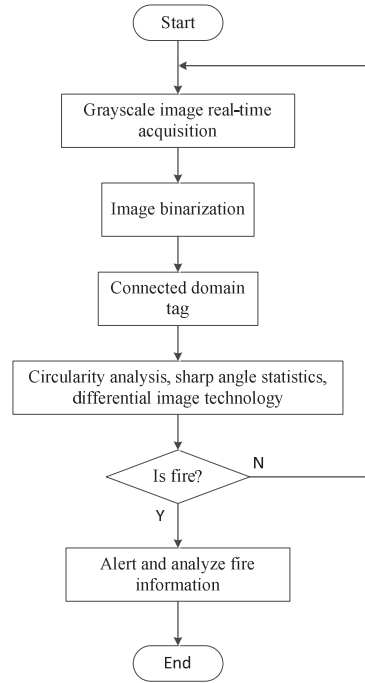 Start
Grayscale image real-time
acquisition
Image binarization
Connected domain
tag
Circularity analysis, sharp angle statistics,
differential image technology
Is fire?
N
Y
Alert and analyze fire
information
End